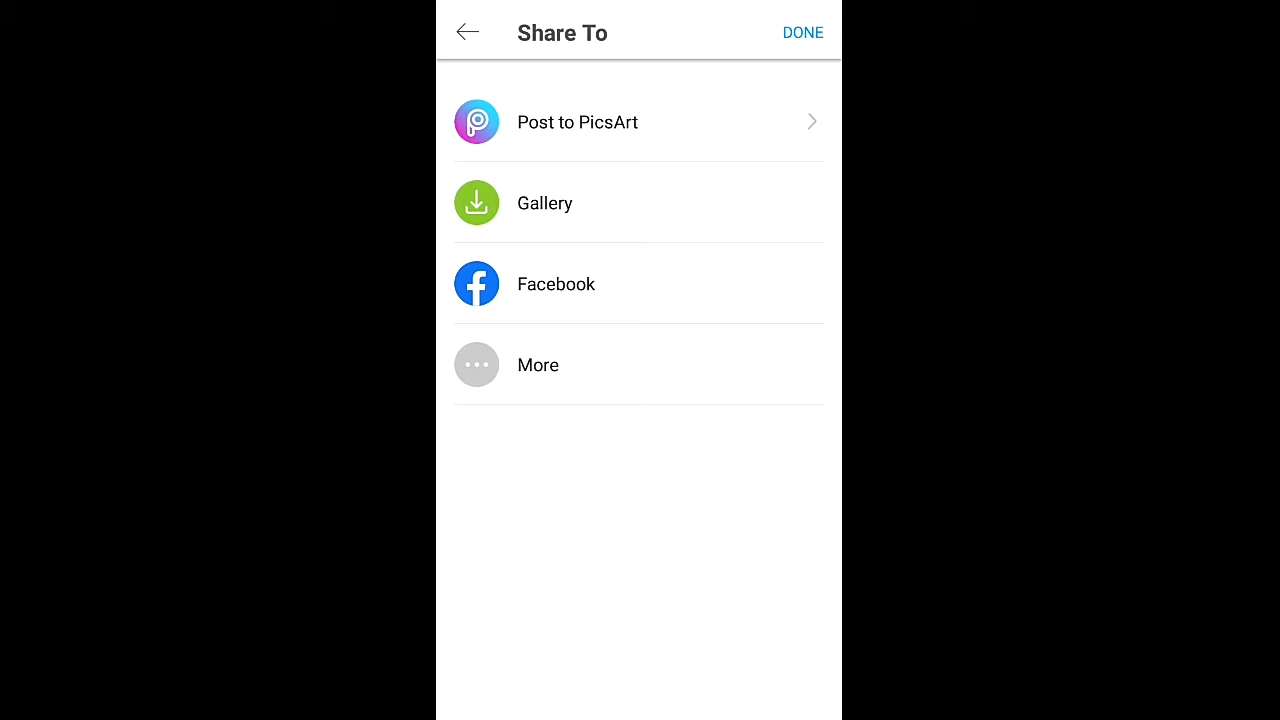 Share To
DONE
Post to PicsArt
Gallery
Facebook
More